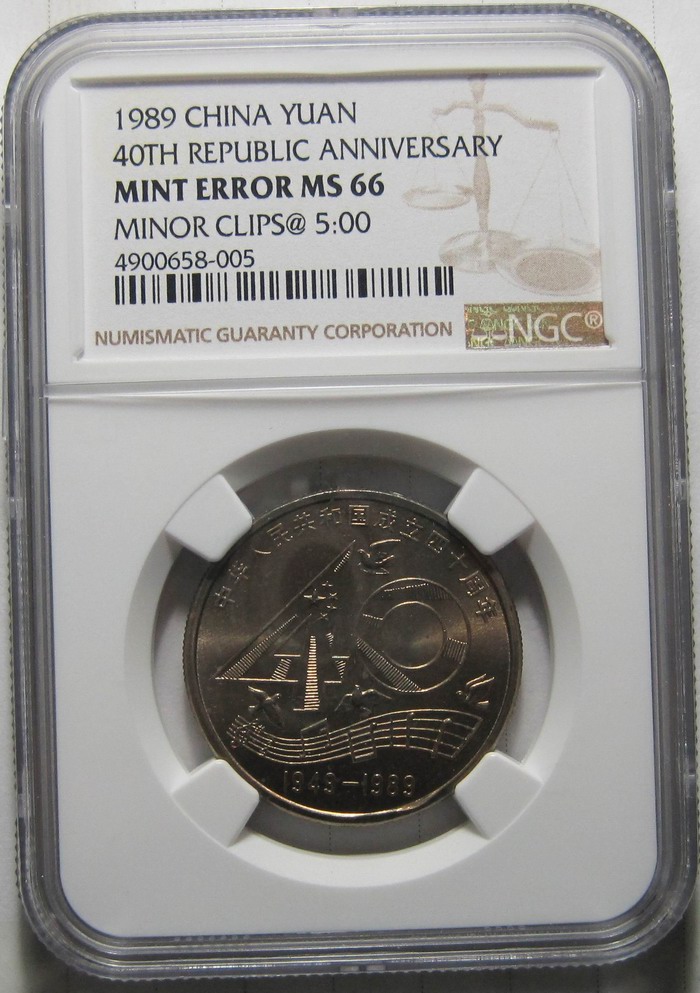 1989 CHINA YUAN
40TH REPUBLIC ANNIVERSARY
MINT ERROR MS 66
MINOR CLIPS@ 5:00
4900658-005
NUMISMATIC GUARANTY CORPORATION
NGC®
中华人民共和国成立四十周年
40
1949-1989